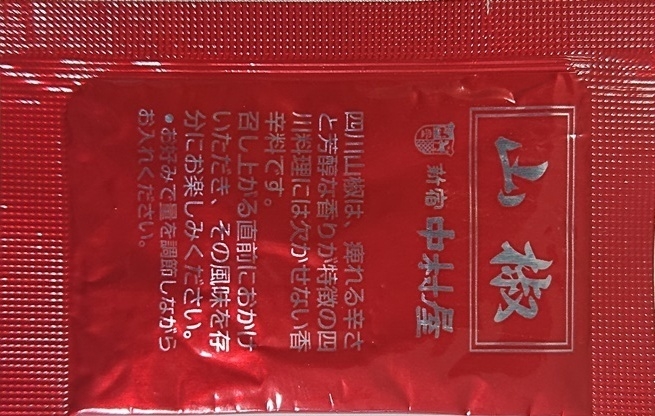 山椒
新宿中村屋
四川山椒は、痺れる辛さ
と芳醇な香りが特徴の四
川料理には欠かせない香
辛料です。
召し上がる直前におかけ
いただき、その風味を存
分にお楽しみください。
●お好みで量を調節しながら
お入れください。